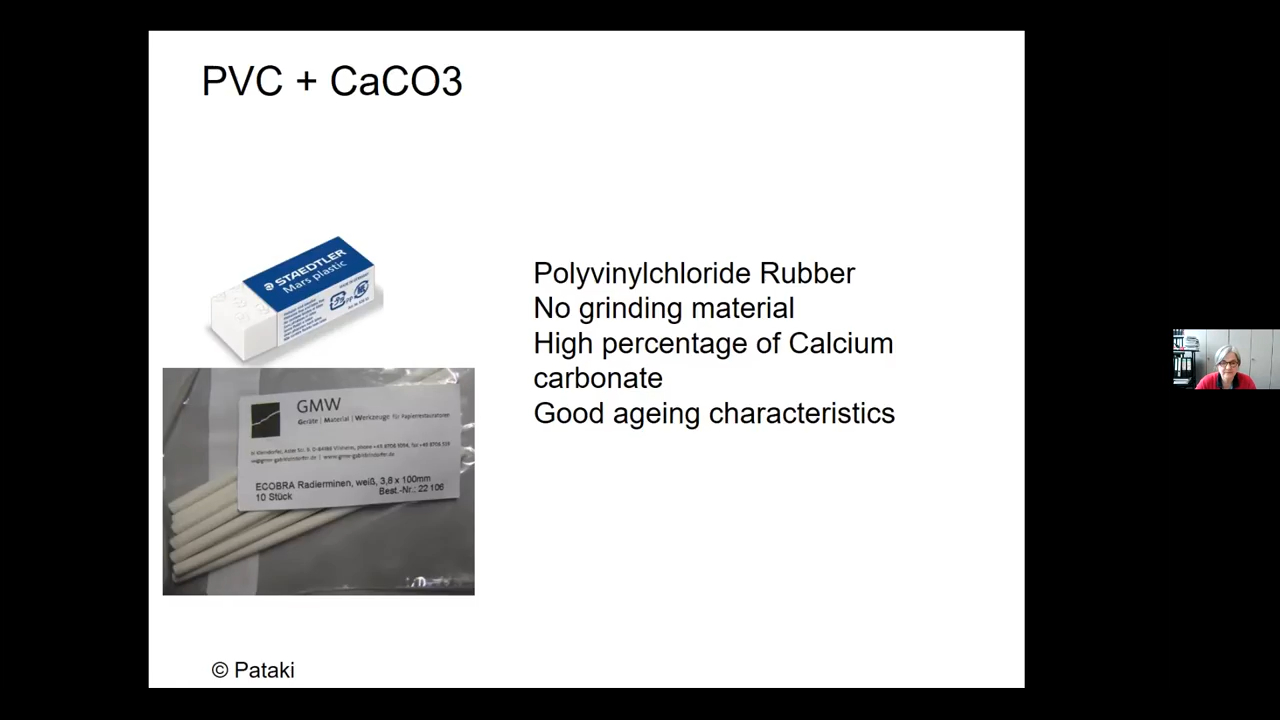 PVC + CaCO3
STAEDTLER
Mars plastic
Polyvinylchloride Rubber
No grinding material
High percentage of Calcium
carbonate
Good ageing characteristics
GMW
Geräte | Material | Werkzeuge für Papierrestauratoren
ECOBRA Radierminen, weiß, 3,8 x 100mm
10 Stück
Best.-Nr.: 22 106
© Pataki